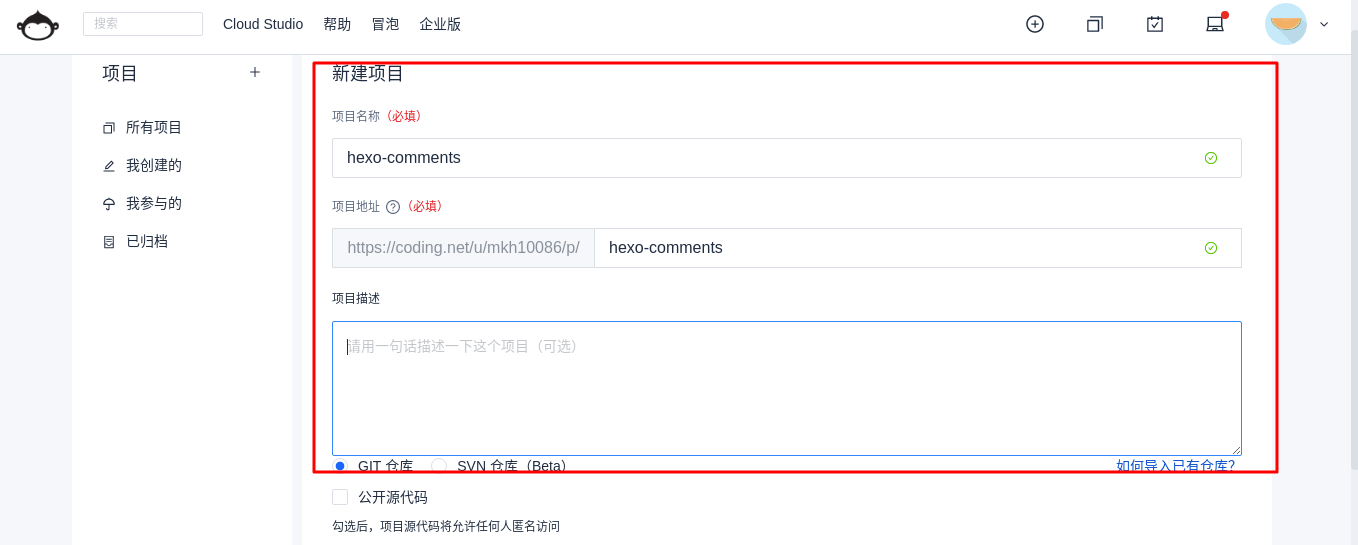 搜索 Cloud Studio 帮助 冒泡 企业版
项目 +
所有项目
我创建的
我参与的
已归档
新建项目
项目名称（必填）
hexo-comments
项目地址 ? （必填）
https://coding.net/u/mkh10086/p/ hexo-comments
项目描述
请用一句话描述一下这个项目（可选）
GIT 仓库 SVN 仓库（Beta） 如何导入已有仓库?
公开源代码
勾选后，项目源代码将允许任何人匿名访问